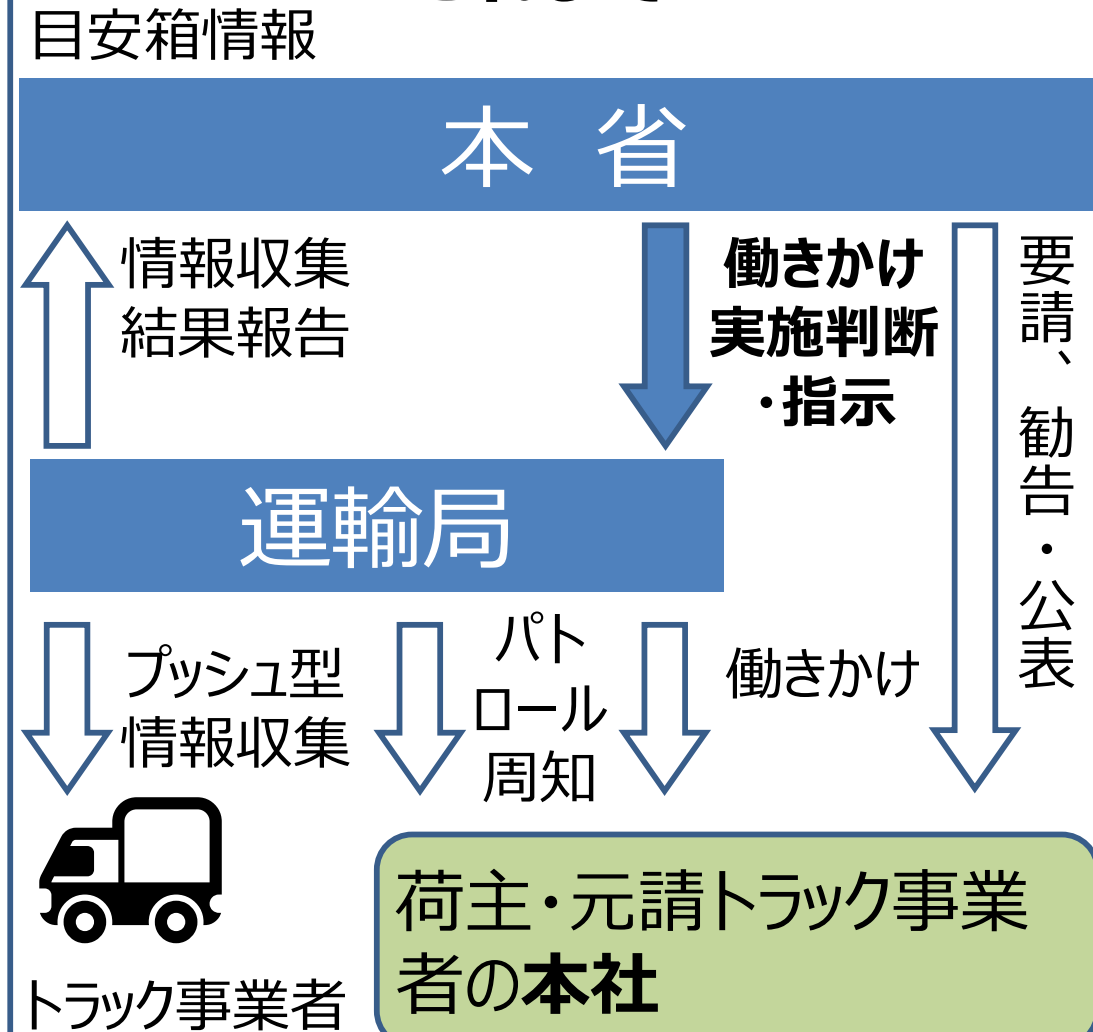 目安箱情報
本 省
情報収集
結果報告
働きかけ
実施判断
・指示
要請、勧告・公表
運輸局
プッシュ型
情報収集
パト
ロール
周知
働きかけ
トラック事業者
荷主・元請トラック事業
者の本社